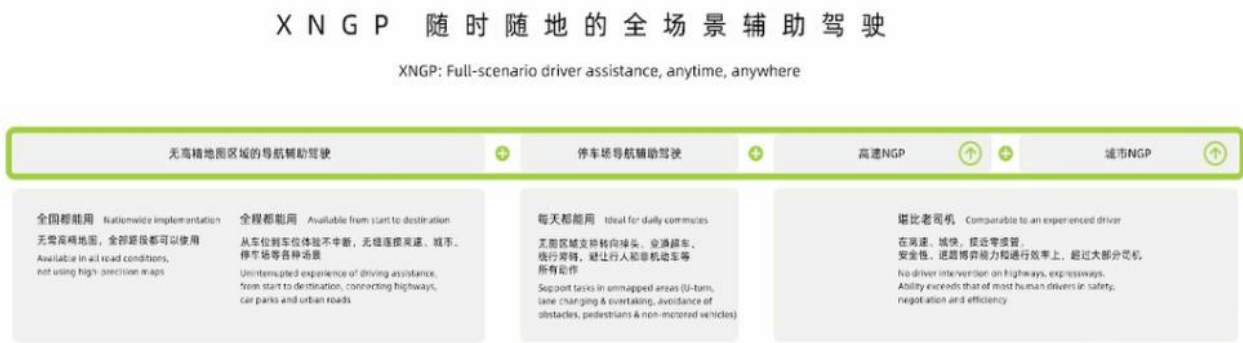 XNGP 随时随地的全场景辅助驾驶
XNGP: Full-scenario driver assistance, anytime, anywhere
无高精地图区域的导航辅助驾驶
停车场导航辅助驾驶
高速NGP
城市NGP
全国都能用 Nationwide implementation
无需高精地图，全部路段都可以使用
Available in all road conditions,
not using high-precision maps
全程都能用 Available from start to destination
从车位到车位体验不中断，无缝连接高速、城市、
停车场等各种场景
Uninterrupted experience of driving assistance,
from start to destination, connecting highways,
car parks and urban roads
每天都能用 Ideal for daily commutes
无图区域支持转向掉头、变道超车、
绕行障碍，避让行人和非机动车等
所有动作
Support tasks in unmapped areas (U-turn,
lane changing & overtaking, avoidance of
obstacles, pedestrians & non-motored vehicles)
堪比老司机 Comparable to an experienced driver
在高速、城快，接近零接管，
安全性、道路博弈能力和通行效率上，超过大部分司机
No driver intervention on highways, expressways.
Ability exceeds that of most human drivers in safety,
negotiation and efficiency